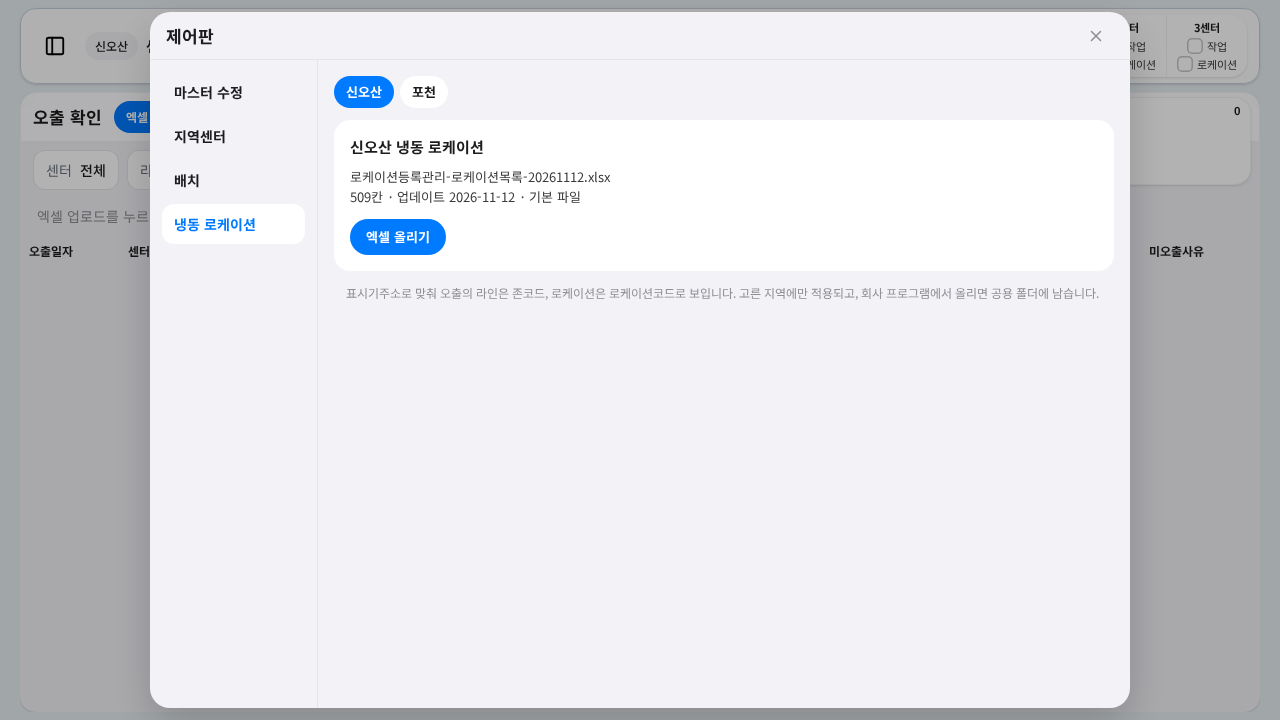 제어판
신오산
터
3센터
작업
작업
케이션
로케이션
마스터 수정
지역센터
배치
냉동 로케이션
신오산
포천
신오산 냉동 로케이션
로케이션등록관리-로케이션목록-20261112.xlsx
509칸 · 업데이트 2026-11-12 · 기본 파일
엑셀 올리기
표시기주소로 맞춰 오출의 라인은 존코드, 로케이션은 로케이션코드로 보입니다. 고른 지역에만 적용되고, 회사 프로그램에서 올리면 공용 폴더에 남습니다.
오출 확인
엑셀
0
센터 전체
라
엑셀 업로드를 누르
오출일자
센터
미오출사유